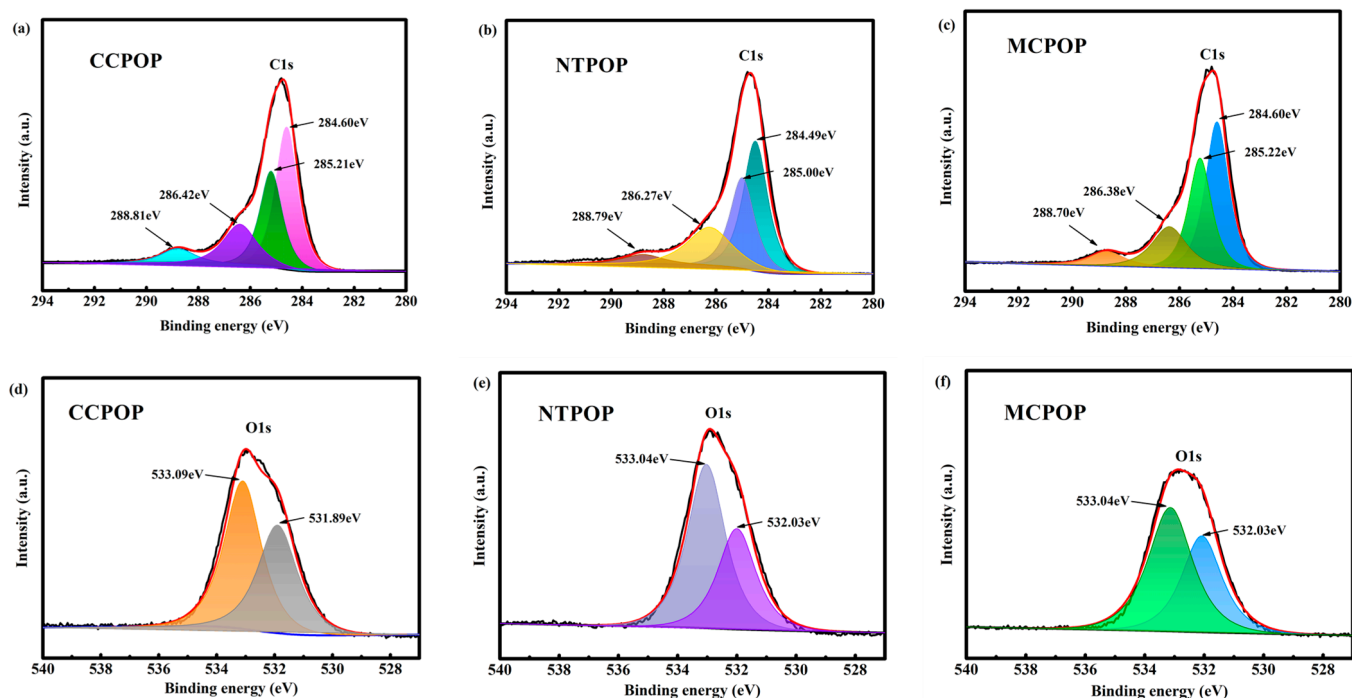 (a)
CCPOP
C1s
284.60eV
285.21eV
286.42eV
288.81eV
Intensity (a.u.)
294 292 290 288 286 284 282 280
Binding energy (eV)
(b)
NTPOP
C1s
284.49eV
285.00eV
286.27eV
288.79eV
Intensity (a.u.)
294 292 290 288 286 284 282 280
Binding energy (eV)
(c)
MCPOP
C1s
284.60eV
285.22eV
286.38eV
288.70eV
Intensity (a.u.)
294 292 290 288 286 284 282 280
Binding energy (eV)
(d)
CCPOP
O1s
533.09eV
531.89eV
Intensity (a.u.)
540 538 536 534 532 530 528
Binding energy (eV)
(e)
NTPOP
O1s
533.04eV
532.03eV
Intensity (a.u.)
540 538 536 534 532 530 528
Binding energy (eV)
(f)
MCPOP
O1s
533.04eV
532.03eV
Intensity (a.u.)
540 538 536 534 532 530 528
Binding energy (eV)